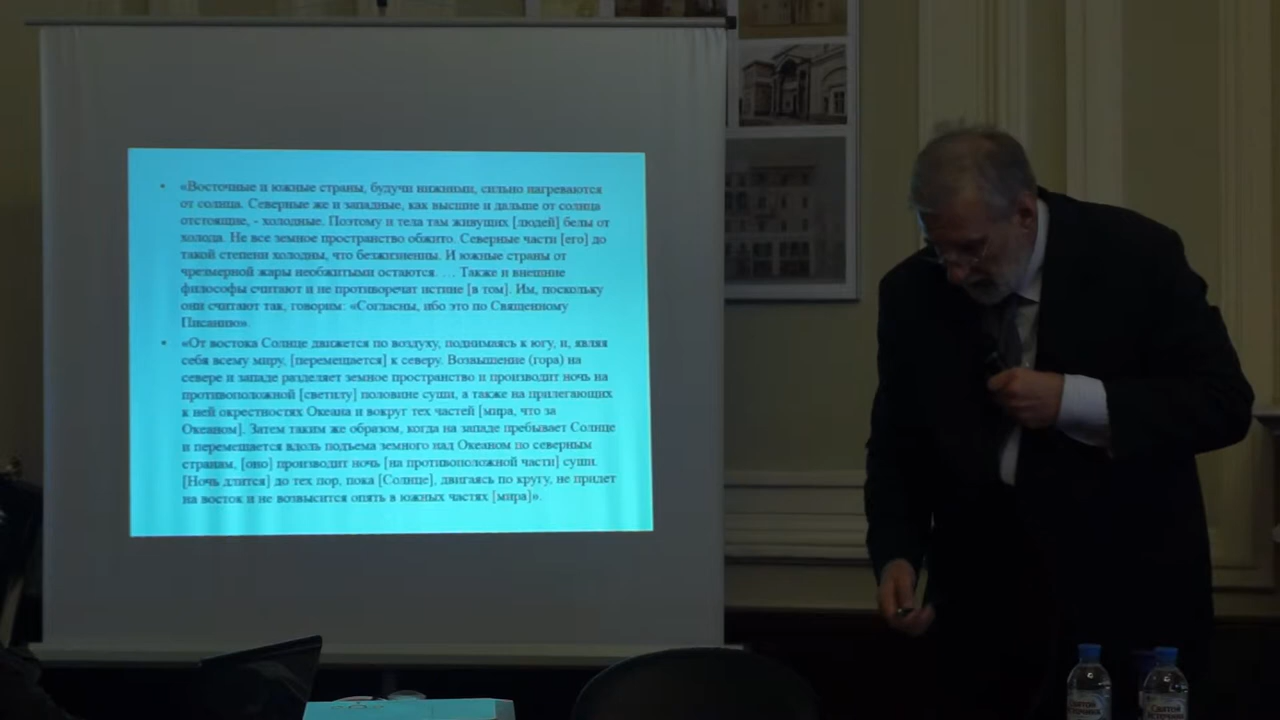 • «Восточные и южные страны, будучи нижними, сильно нагреваются
от солнца. Северные же и западные, как высшие и дальше от солнца
отстоящие, - холодные. Поэтому и тела там живущих [людей] белы от
холода. Не все земное пространство обжито. Северные части [его] до
такой степени холодны, что безжизненны. И южные страны от
чрезмерной жары необжитыми остаются. … Также и внешние
философы считают и не противоречат истине [в том]. Им, поскольку
они считают так, говорим: «Согласны, ибо это по Священному
Писанию».
• «От востока Солнце движется по воздуху, поднимаясь к югу, и, являя
себя всему миру, [перемещается] к северу. Возвышение (гора) на
севере и западе разделяет земное пространство и производит ночь на
противоположной [светилу] половине суши, а также на прилегающих
к ней окрестностях Океана и вокруг тех частей [мира, что за
Океаном]. Затем таким же образом, когда на западе пребывает Солнце
и перемещается вдоль подъема земного над Океаном по северным
странам, [оно] производит ночь [на противоположной части] суши.
[Ночь длится] до тех пор, пока [Солнце], двигаясь по кругу, не придет
на восток и не возвысится опять в южных частях [мира]».